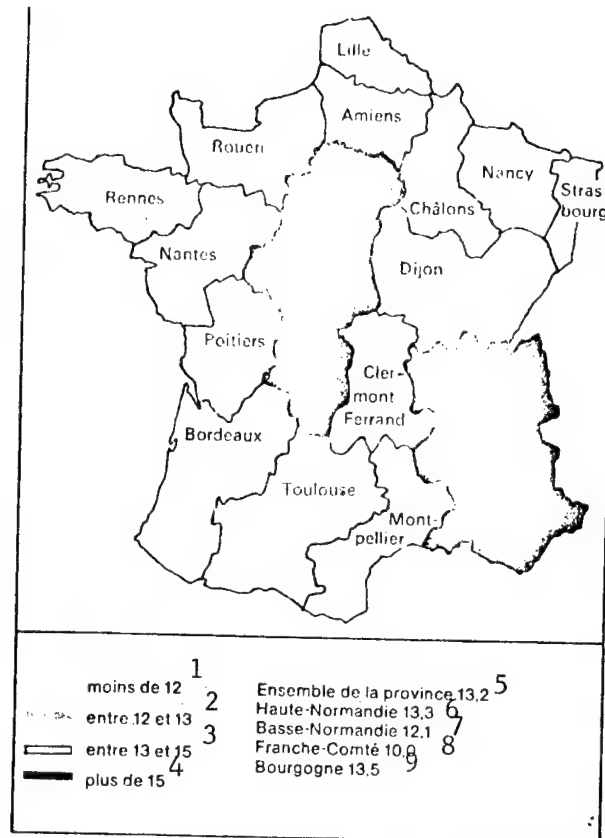 Lille
Amiens
Rouen
Nancy
Stras
bourg
Rennes
Châlons
Nantes
Dijon
Poitiers
Cler-
mont
Ferrand
Bordeaux
Toulouse
Mont-
pellier
moins de 12 1
entre 12 et 13 2
entre 13 et 15 3
plus de 15 4
Ensemble de la province 13,2 5
Haute-Normandie 13,3 6
Basse-Normandie 12,1 7
Franche-Comté 10,0 8
Bourgogne 13,5 9